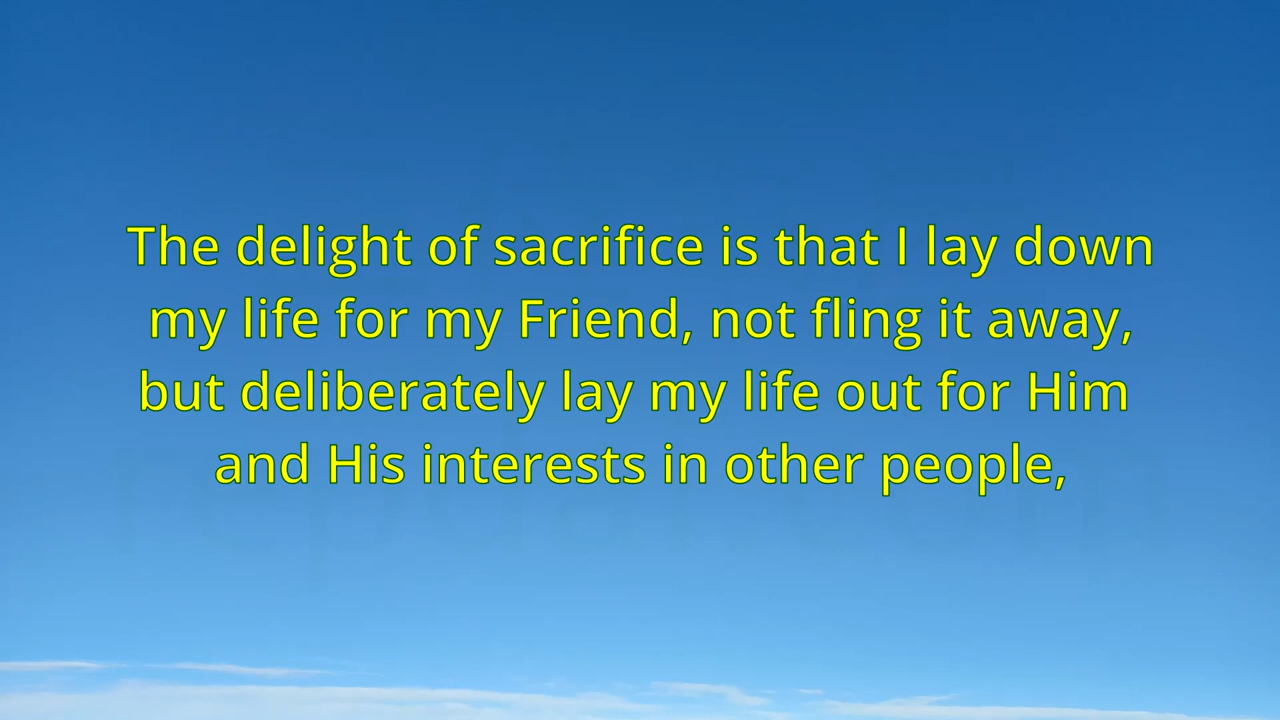 The delight of sacrifice is that I lay down
my life for my Friend, not fling it away,
but deliberately lay my life out for Him
and His interests in other people,